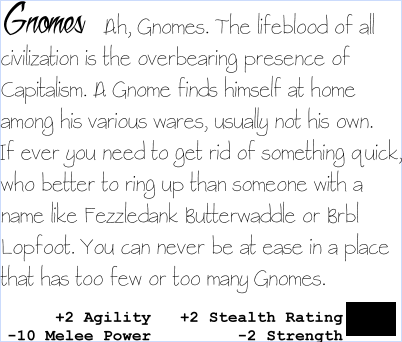 Gnomes Ah, Gnomes. The lifeblood of all
civilization is the overbearing presence of
Capitalism. A Gnome finds himself at home
among his various wares, usually not his own.
If ever you need to get rid of something quick,
who better to ring up than someone with a
name like Fezzledank Butterwaddle or Brbl
Lopfoot. You can never be at ease in a place
that has too few or too many Gnomes.
+2 Agility +2 Stealth Rating
-10 Melee Power -2 Strength